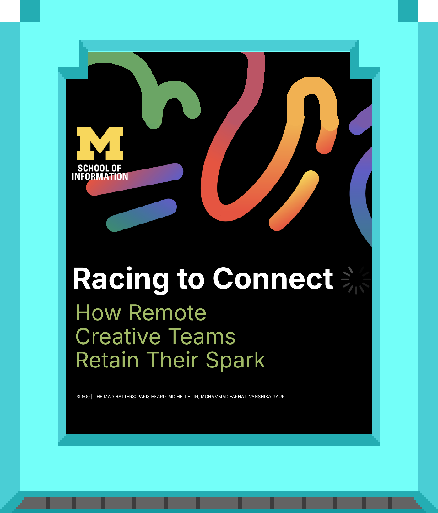 M
SCHOOL OF
INFORMATION
Racing to Connect
How Remote
Creative Teams
Retain Their Spark